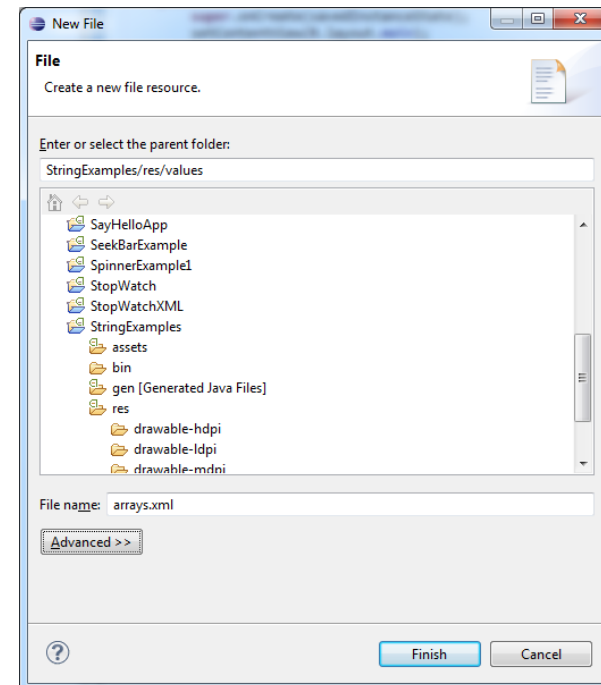 New File
File
Create a new file resource.
Enter or select the parent folder:
StringExamples/res/values
SayHelloApp
SeekBarExample
SpinnerExample1
StopWatch
StopWatchXML
StringExamples
assets
bin
gen [Generated Java Files]
res
drawable-hdpi
drawable-ldpi
drawable-mdpi
File name: arrays.xml
Advanced >>
? Finish Cancel